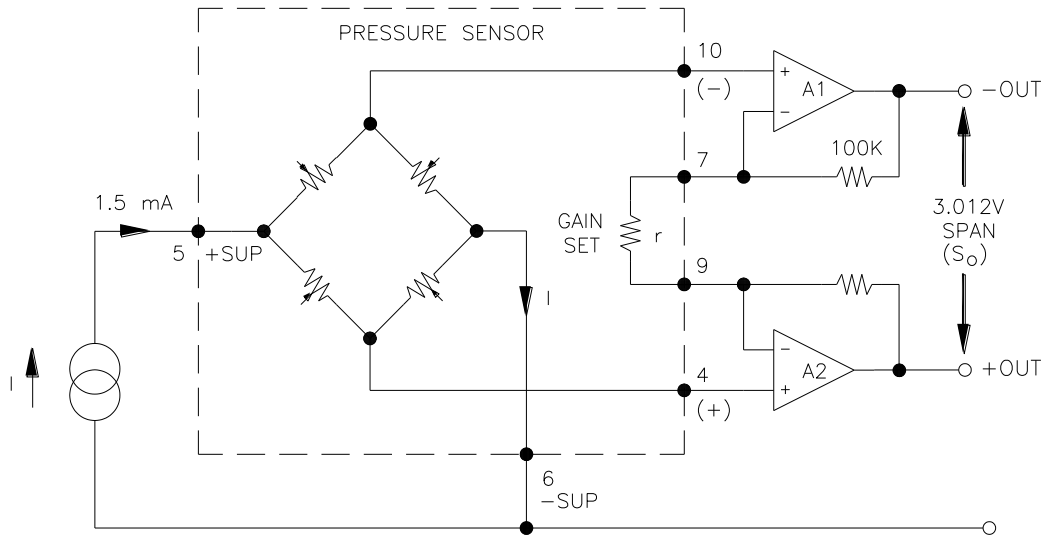 PRESSURE SENSOR
10
(-)
+
A1
-
-OUT
100K
7
1.5 mA
GAIN
SET
r
3.012V
SPAN
(So)
5
+SUP
9
I
I
-
A2
+
+OUT
4
(+)
6
-SUP